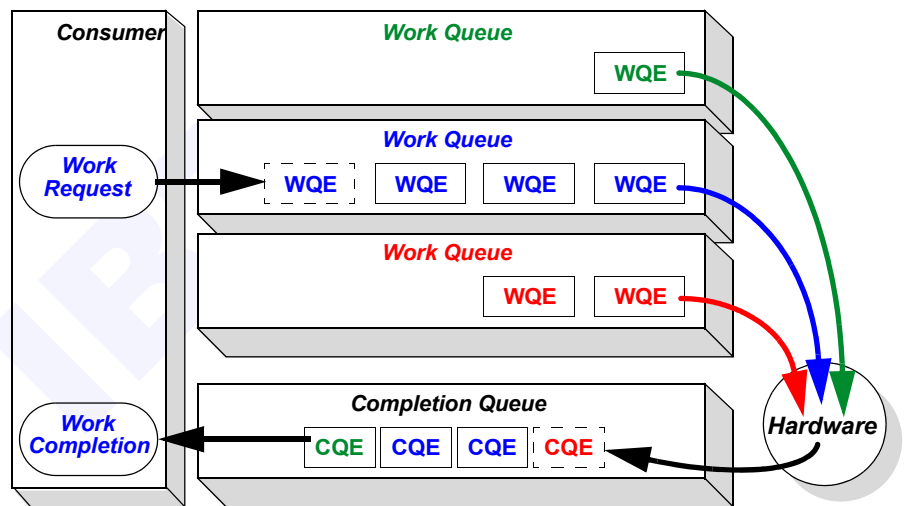 Consumer
Work Queue
WQE
Work Queue
Work
Request
WQE WQE WQE WQE
Work Queue
WQE WQE
Completion Queue
Work
Completion
CQE CQE CQE CQE
Hardware